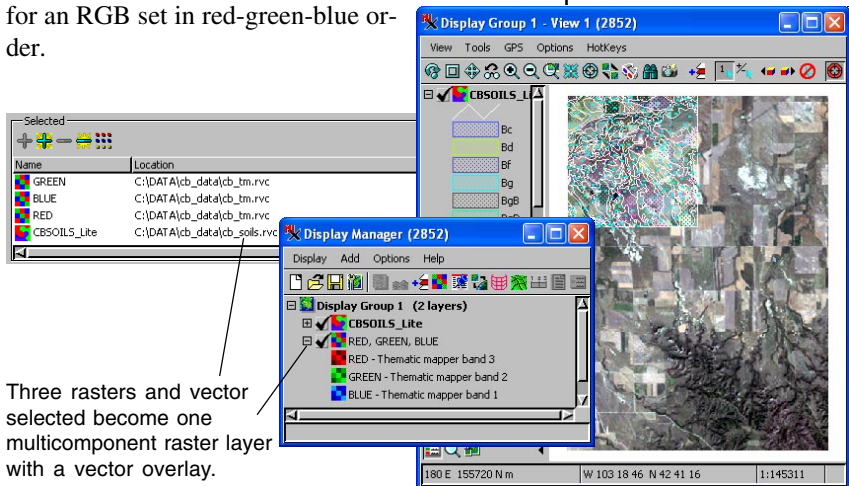 for an RGB set in red-green-blue or-
der.
Selected
Name Location
GREEN C:\DATA\cb_data\cb_tm.rvc
BLUE C:\DATA\cb_data\cb_tm.rvc
RED C:\DATA\cb_data\cb_tm.rvc
CBSOILS_Lite C:\DATA\cb_data\cb_soils.rvc
Three rasters and vector
selected become one
multicomponent raster layer
with a vector overlay.
Display Manager (2852)
Display Add Options Help
Display Group 1 (2 layers)
CBSOILS_Lite
RED, GREEN, BLUE
RED - Thematic mapper band 3
GREEN - Thematic mapper band 2
BLUE - Thematic mapper band 1
Display Group 1 - View 1 (2852)
View Tools GPS Options HotKeys
CBSOILS_Li
Bc
Bd
Bf
Bg
BgB
180 E 155720 N m W 103 18 46 N 42 41 16 1:145311